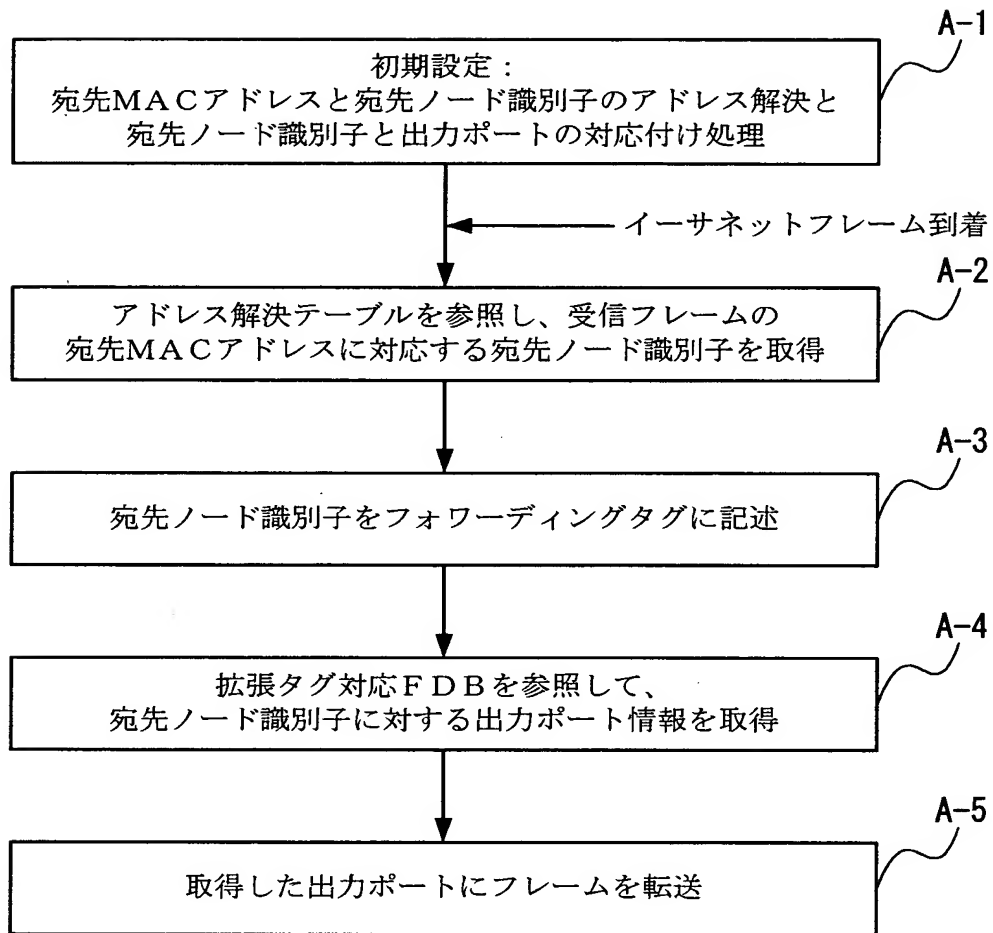 A-1
初期設定:
宛先MACアドレスと宛先ノード識別子のアドレス解決と
宛先ノード識別子と出力ポートの対応付け処理
イーサネットフレーム到着
A-2
アドレス解決テーブルを参照し、受信フレームの
宛先MACアドレスに対応する宛先ノード識別子を取得
A-3
宛先ノード識別子をフォワーディングタグに記述
A-4
拡張タグ対応FDBを参照して、
宛先ノード識別子に対する出力ポート情報を取得
A-5
取得した出力ポートにフレームを転送